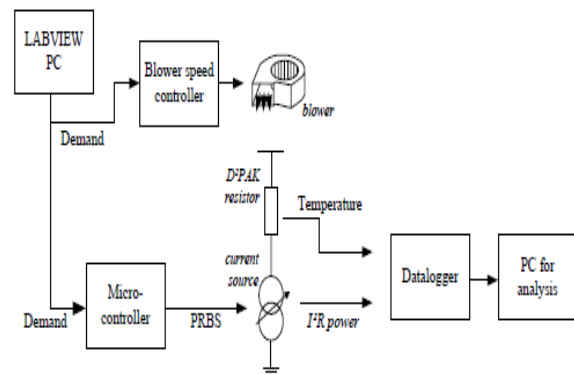 LABVIEW
PC
Blower speed
controller
blower
Demand
D²PAK
resistor
Temperature
current
source
Datalogger
PC for
analysis
Micro-
controller
Demand
PRBS
I²R power